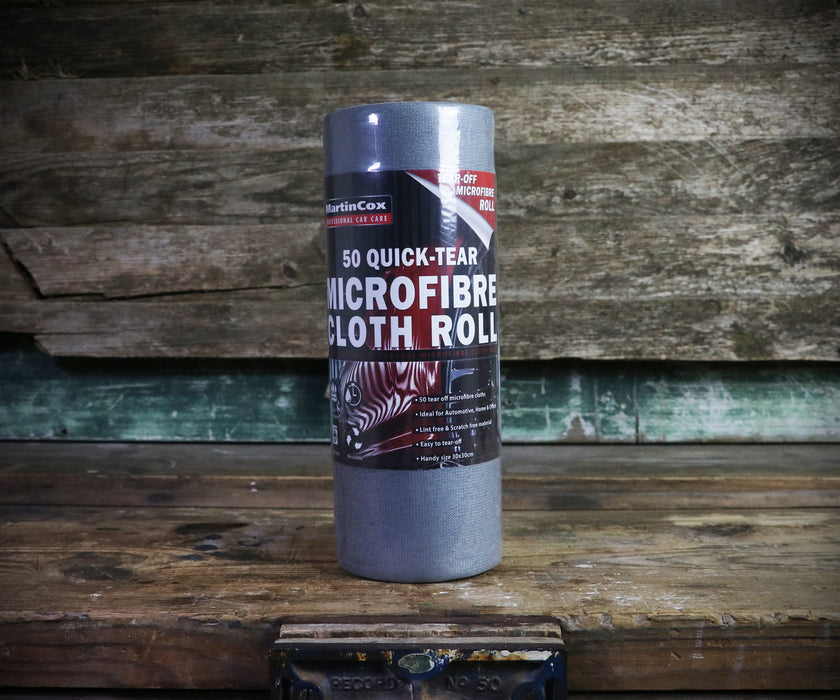 TEAR-OFF
MICROFIBRE
ROLL
MartinCox
PROFESSIONAL CAR CARE
50 QUICK-TEAR
MICROFIBRE
CLOTH ROLL
MICROFIBRE
• 50 tear off microfibre cloths
• Ideal for Automotive, Home & Office
• Lint free & Scratch free material
• Easy to tear-off
• Handy size 30x30cm
RECORD No 50